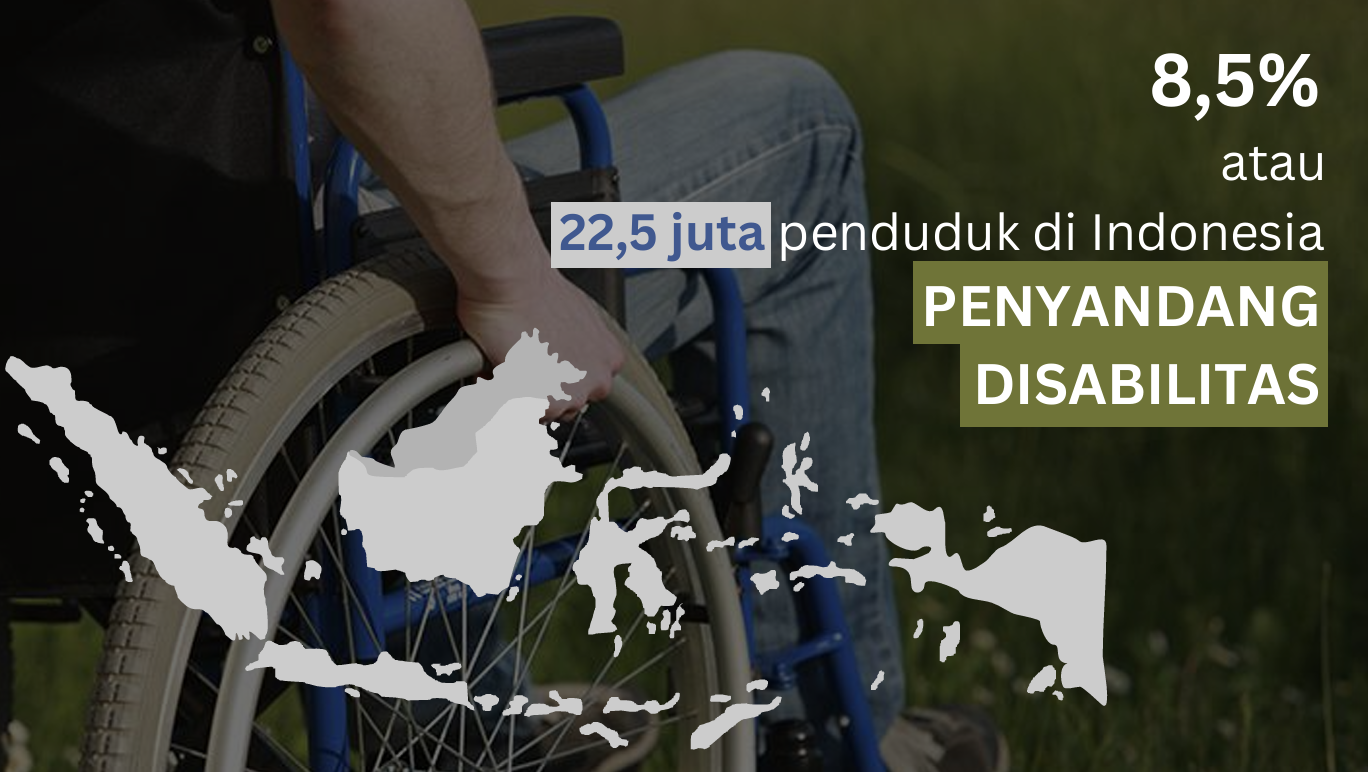 8,5%
atau
22,5 juta penduduk di Indonesia
PENYANDANG
DISABILITAS